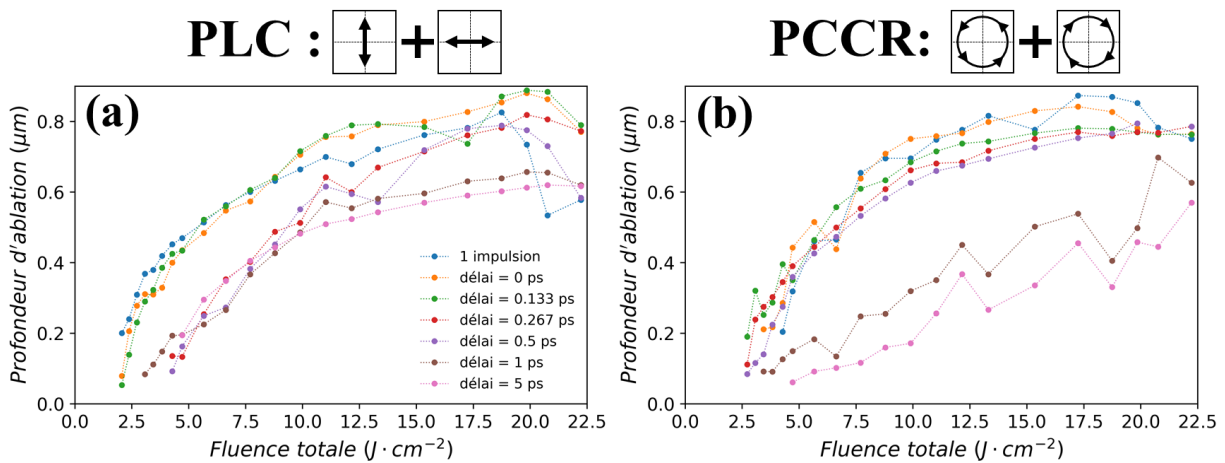 PLC : +
PCCR: +
(a)
Profondeur d'ablation (μm)
0.8
0.6
0.4
0.2
0.0
0.0 2.5 5.0 7.5 10.0 12.5 15.0 17.5 20.0 22.5
Fluence totale (J · cm⁻²)
1 impulsion
délai = 0 ps
délai = 0.133 ps
délai = 0.267 ps
délai = 0.5 ps
délai = 1 ps
délai = 5 ps
(b)
Profondeur d'ablation (μm)
0.8
0.6
0.4
0.2
0.0
0.0 2.5 5.0 7.5 10.0 12.5 15.0 17.5 20.0 22.5
Fluence totale (J · cm⁻²)